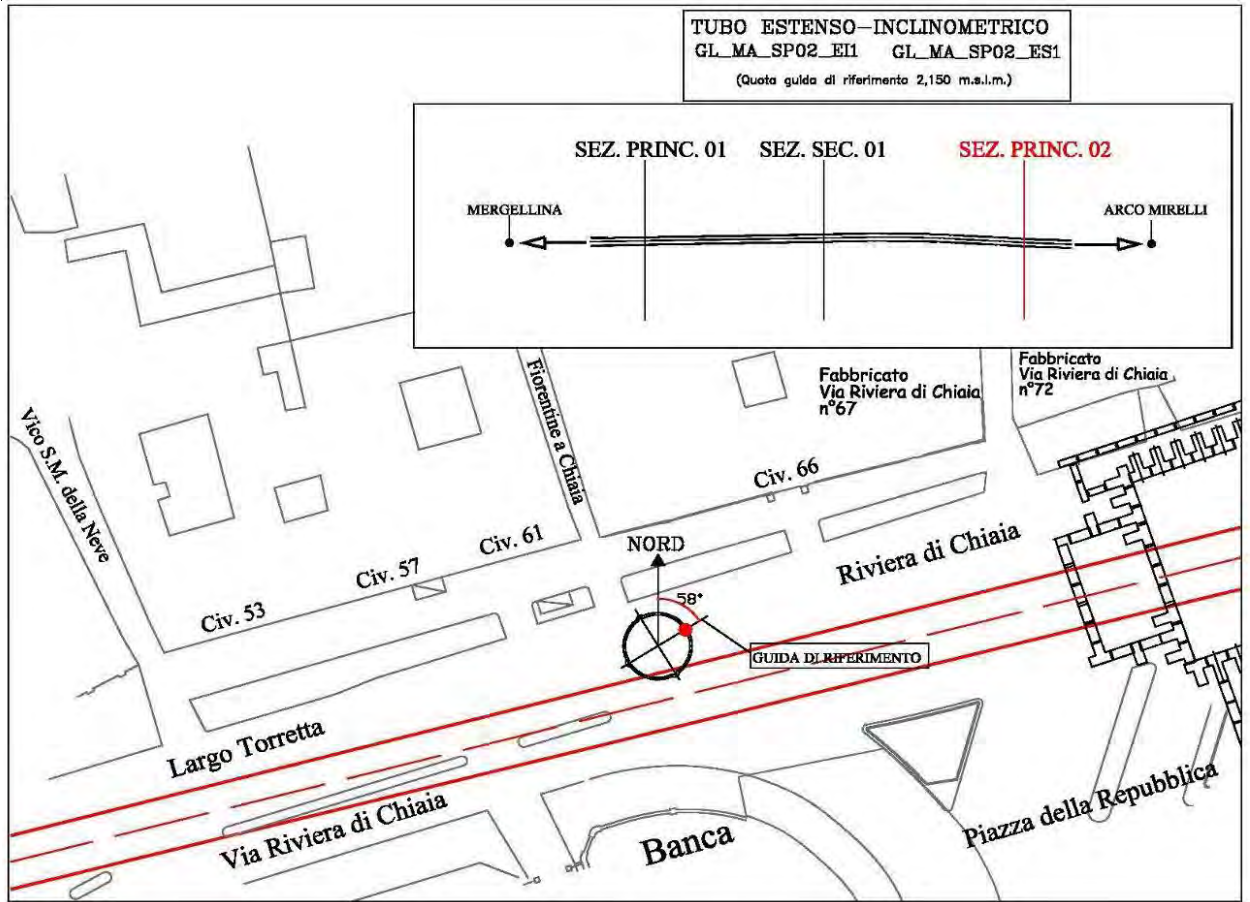 TUBO ESTENSO-INCLINOMETRICO
GL_MA_SP02_EI1 GL_MA_SP02_ES1
(Quota guida di riferimento 2,150 m.s.l.m.)
SEZ. PRINC. 01 SEZ. SEC. 01 SEZ. PRINC. 02
MERGELLINA
ARCO MIRELLI
Fabbricato
Via Riviera di Chiaia
n°67
Fabbricato
Via Riviera di Chiaia
n°72
Vico S.M. della Neve
Fiorentine a Chiaia
Civ. 66
Civ. 61
Civ. 57
Civ. 53
NORD
58°
Riviera di Chiaia
GUIDA DI RIFERIMENTO
Largo Torretta
Via Riviera di Chiaia
Banca
Piazza della Repubblica